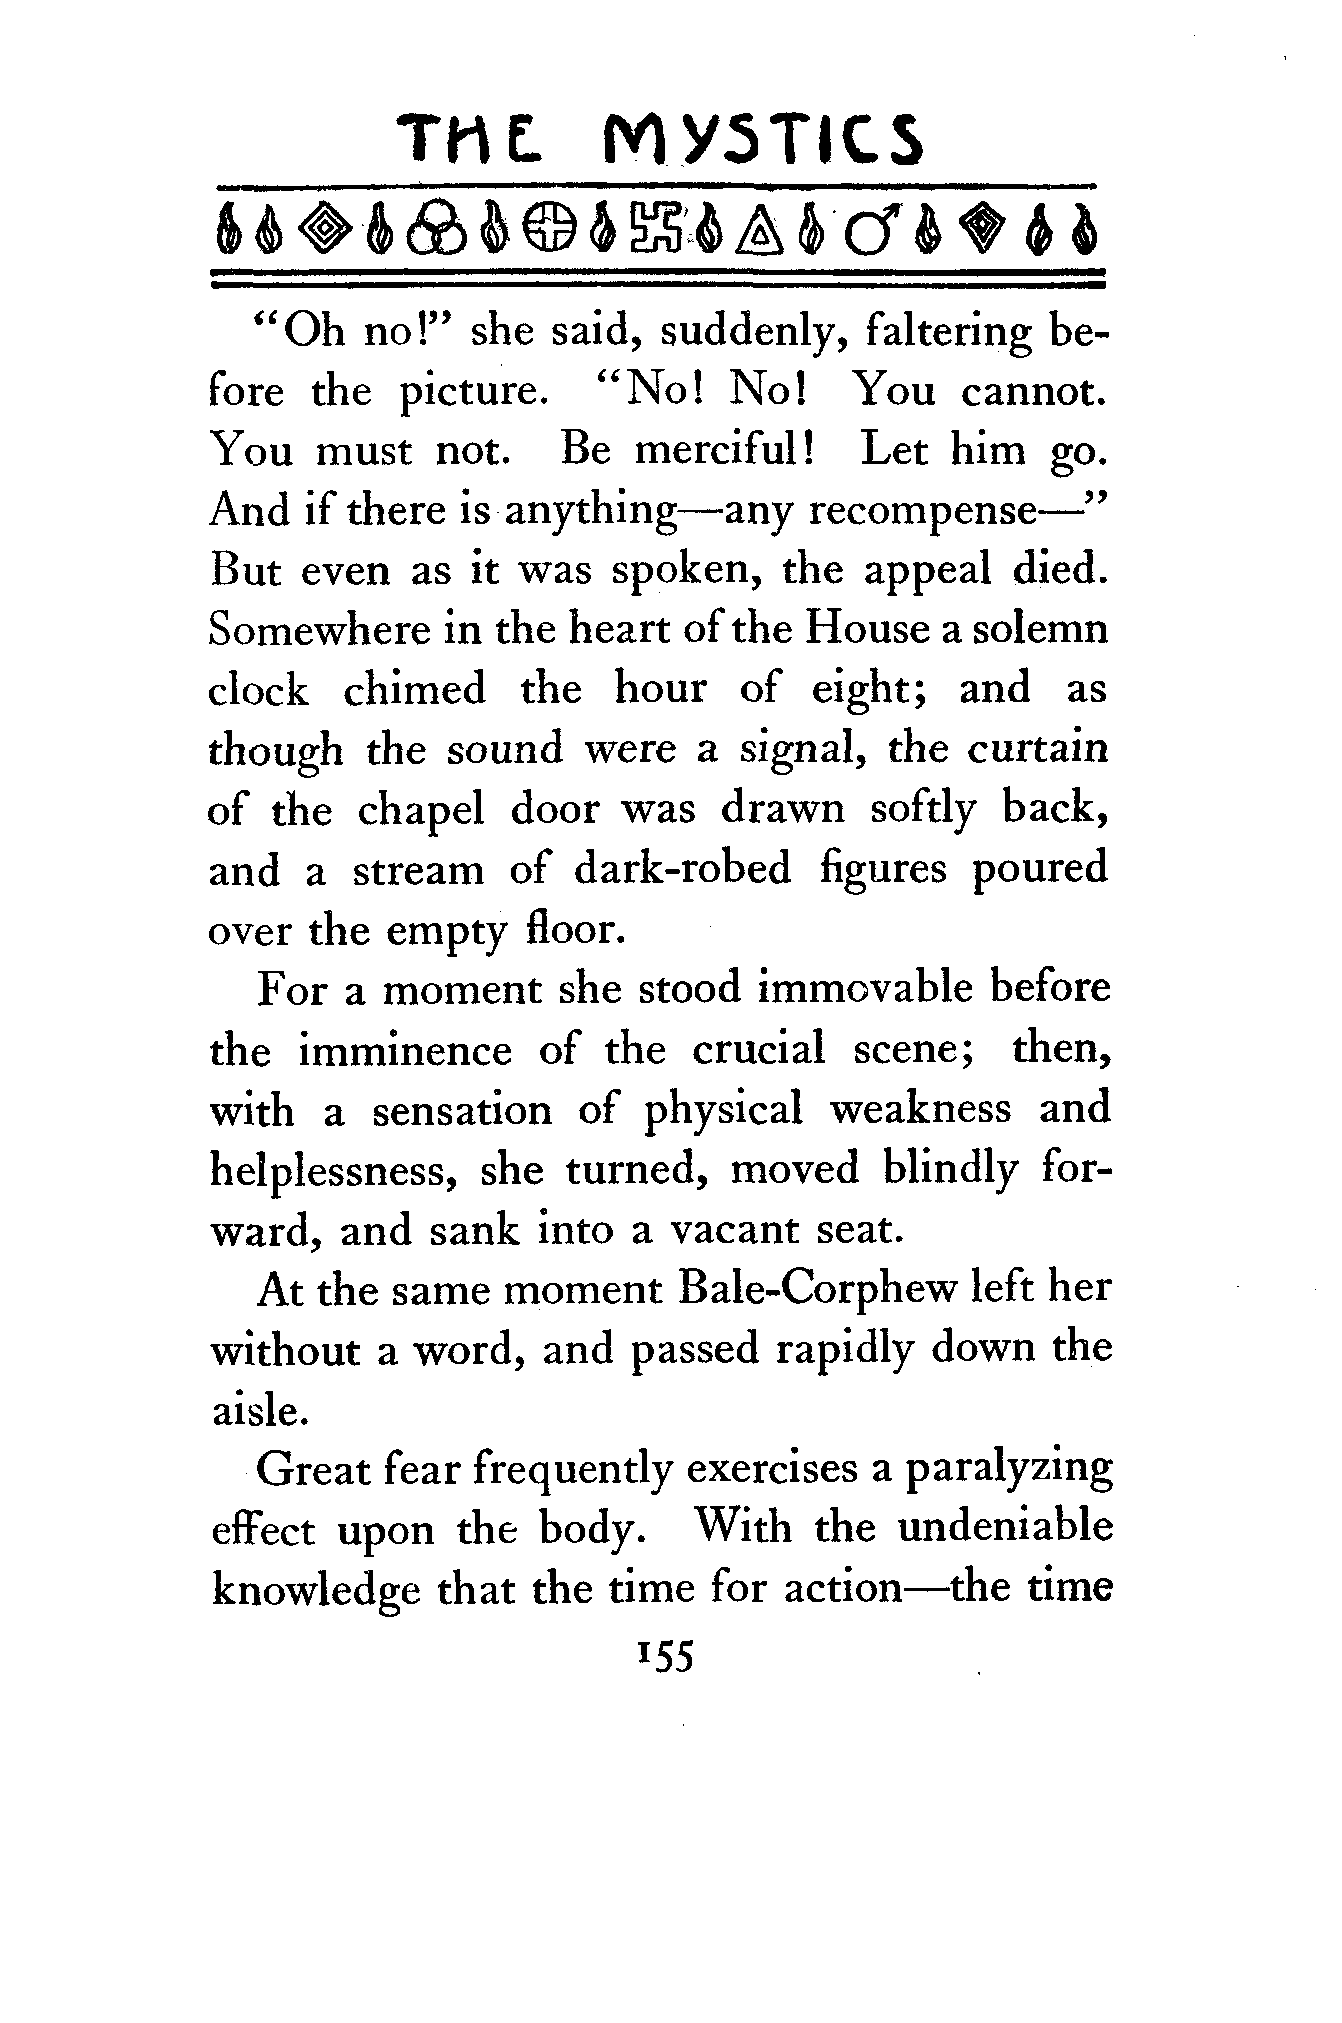 THE MYSTICS
“Oh no!” she said, suddenly, faltering be-
fore the picture. “No! No! You cannot.
You must not. Be merciful! Let him go.
And if there is anything—any recompense—”
But even as it was spoken, the appeal died.
Somewhere in the heart of the House a solemn
clock chimed the hour of eight; and as
though the sound were a signal, the curtain
of the chapel door was drawn softly back,
and a stream of dark-robed figures poured
over the empty floor.
For a moment she stood immovable before
the imminence of the crucial scene; then,
with a sensation of physical weakness and
helplessness, she turned, moved blindly for-
ward, and sank into a vacant seat.
At the same moment Bale-Corphew left her
without a word, and passed rapidly down the
aisle.
Great fear frequently exercises a paralyzing
effect upon the body. With the undeniable
knowledge that the time for action—the time
155